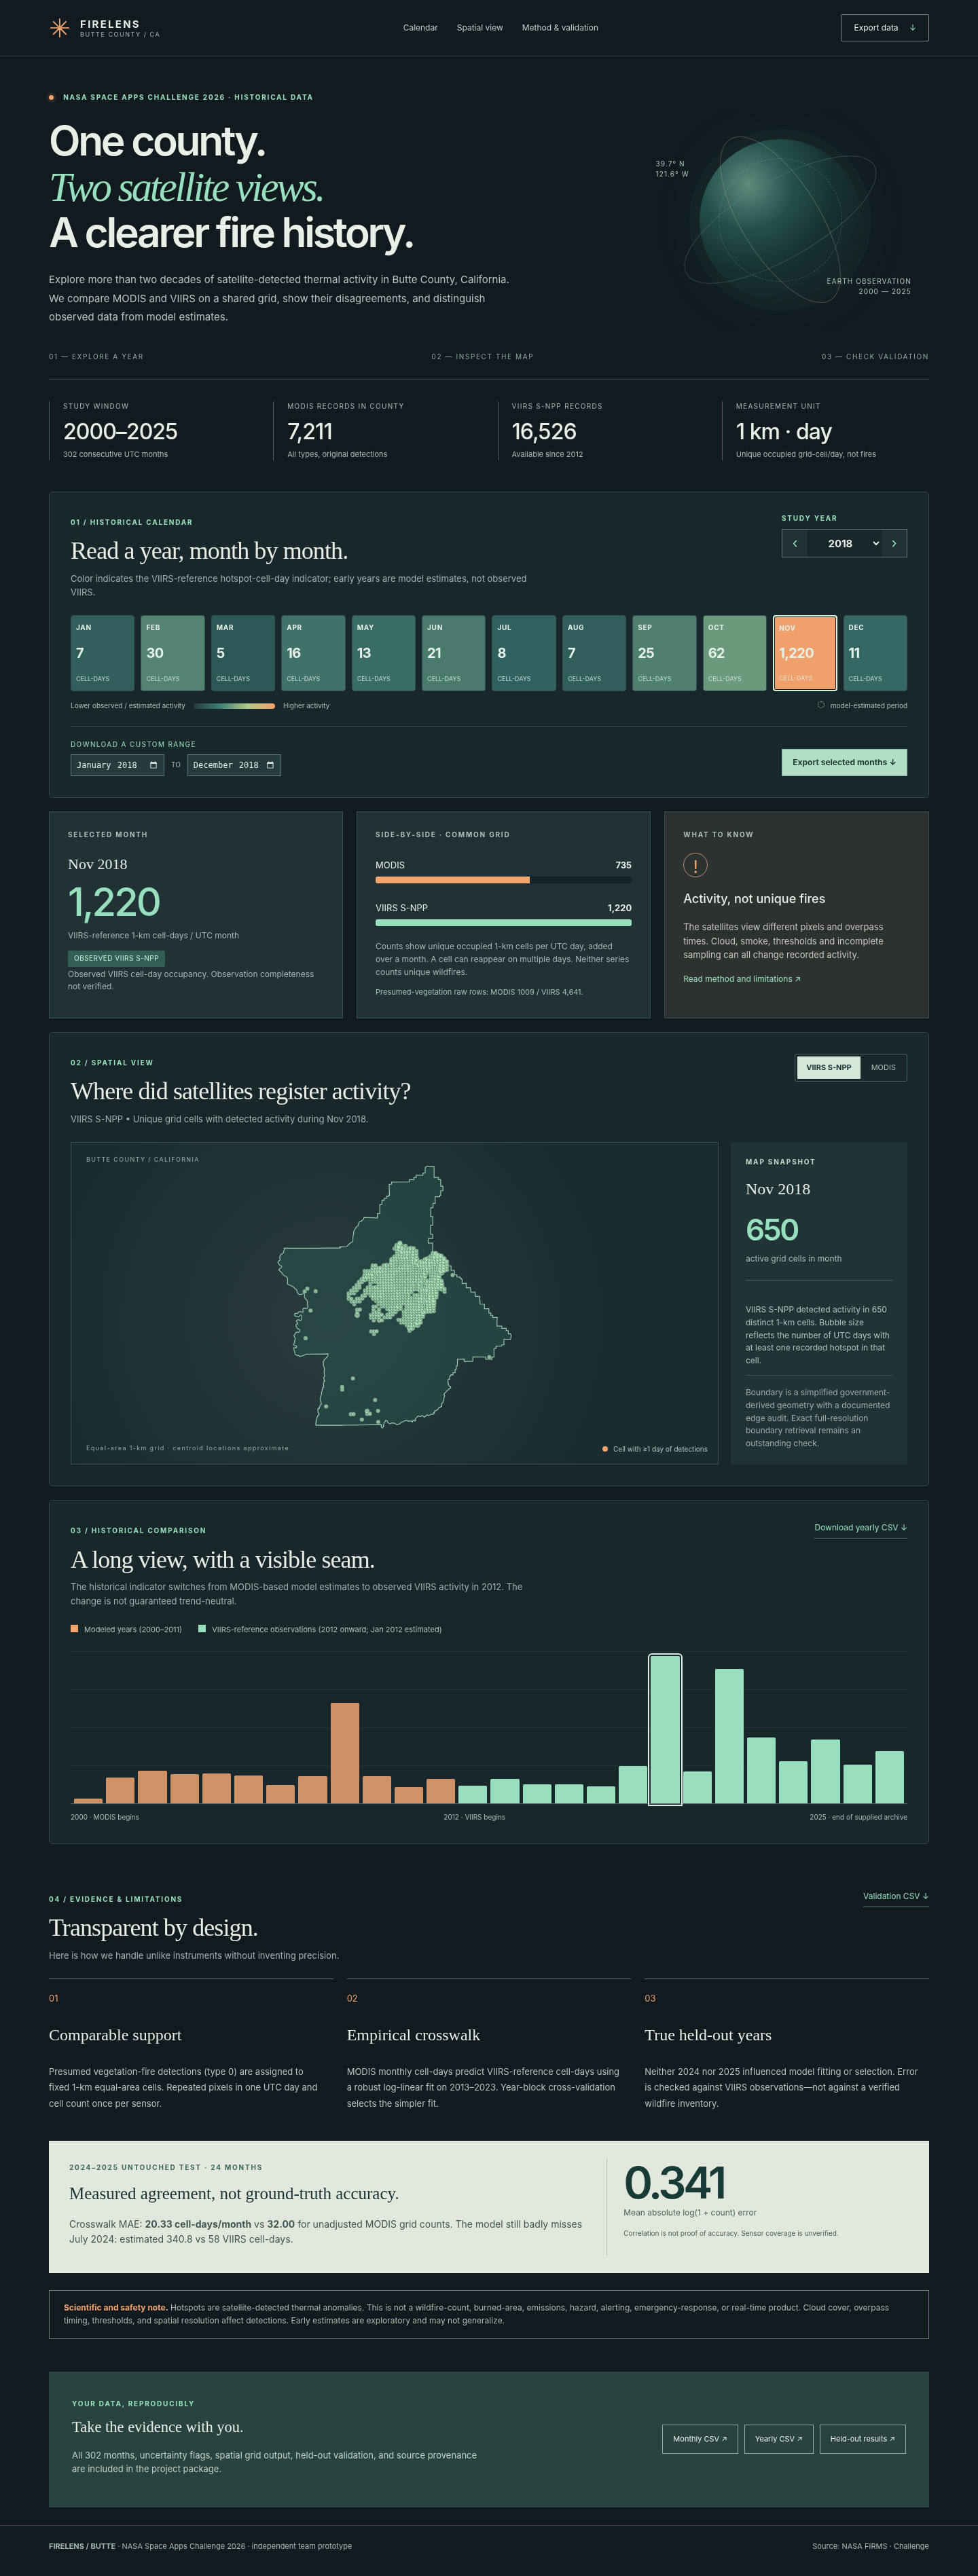 FIRELENS
BUTTE COUNTY / CA
Calendar
Spatial view
Method & validation
Export data ↓
NASA SPACE APPS CHALLENGE 2026 · HISTORICAL DATA
One county.
Two satellite views.
A clearer fire history.
Explore more than two decades of satellite-detected thermal activity in Butte County, California.
We compare MODIS and VIIRS on a shared grid, show their disagreements, and distinguish
observed data from model estimates.
39.7° N
121.6° W
EARTH OBSERVATION
2000 — 2025
01 — EXPLORE A YEAR
02 — INSPECT THE MAP
03 — CHECK VALIDATION
STUDY WINDOW
2000–2025
302 consecutive UTC months
MODIS RECORDS IN COUNTY
7,211
All types, original detections
VIIRS S-NPP RECORDS
16,526
Available since 2012
MEASUREMENT UNIT
1 km · day
Unique occupied grid-cell/day, not fires
01 / HISTORICAL CALENDAR
Read a year, month by month.
Color indicates the VIIRS-reference hotspot-cell-day indicator; early years are model estimates, not observed
VIIRS.
STUDY YEAR
‹ 2018 ›
JAN
7
CELL-DAYS
FEB
30
CELL-DAYS
MAR
5
CELL-DAYS
APR
16
CELL-DAYS
MAY
13
CELL-DAYS
JUN
21
CELL-DAYS
JUL
8
CELL-DAYS
AUG
7
CELL-DAYS
SEP
25
CELL-DAYS
OCT
62
CELL-DAYS
NOV
1,220
CELL-DAYS
DEC
11
CELL-DAYS
Lower observed / estimated activity
Higher activity
model-estimated period
DOWNLOAD A CUSTOM RANGE
January 2018
TO
December 2018
Export selected months ↓
SELECTED MONTH
Nov 2018
1,220
VIIRS-reference 1-km cell-days / UTC month
OBSERVED VIIRS S-NPP
Observed VIIRS cell-day occupancy. Observation completeness
not verified.
SIDE-BY-SIDE · COMMON GRID
MODIS 735
VIIRS S-NPP 1,220
Counts show unique occupied 1-km cells per UTC day, added
over a month. A cell can reappear on multiple days. Neither series
counts unique wildfires.
Presumed-vegetation raw rows: MODIS 1009 / VIIRS 4,641.
WHAT TO KNOW
!
Activity, not unique fires
The satellites view different pixels and overpass
times. Cloud, smoke, thresholds and incomplete
sampling can all change recorded activity.
Read method and limitations ↗
02 / SPATIAL VIEW
Where did satellites register activity?
VIIRS S-NPP • Unique grid cells with detected activity during Nov 2018.
VIIRS S-NPP
MODIS
BUTTE COUNTY / CALIFORNIA
Equal-area 1-km grid · centroid locations approximate
Cell with ≥1 day of detections
MAP SNAPSHOT
Nov 2018
650
active grid cells in month
VIIRS S-NPP detected activity in 650
distinct 1-km cells. Bubble size
reflects the number of UTC days with
at least one recorded hotspot in that
cell.
Boundary is a simplified government-
derived geometry with a documented
edge audit. Exact full-resolution
boundary retrieval remains an
outstanding check.
03 / HISTORICAL COMPARISON
A long view, with a visible seam.
The historical indicator switches from MODIS-based model estimates to observed VIIRS activity in 2012. The
change is not guaranteed trend-neutral.
Download yearly CSV ↓
Modeled years (2000–2011)
VIIRS-reference observations (2012 onward; Jan 2012 estimated)
2000 · MODIS begins
2012 · VIIRS begins
2025 · end of supplied archive
04 / EVIDENCE & LIMITATIONS
Transparent by design.
Here is how we handle unlike instruments without inventing precision.
Validation CSV ↓
01
Comparable support
Presumed vegetation-fire detections (type 0) are assigned to
fixed 1-km equal-area cells. Repeated pixels in one UTC day and
cell count once per sensor.
02
Empirical crosswalk
MODIS monthly cell-days predict VIIRS-reference cell-days using
a robust log-linear fit on 2013–2023. Year-block cross-validation
selects the simpler fit.
03
True held-out years
Neither 2024 nor 2025 influenced model fitting or selection. Error
is checked against VIIRS observations—not against a verified
wildfire inventory.
2024–2025 UNTOUCHED TEST · 24 MONTHS
Measured agreement, not ground-truth accuracy.
Crosswalk MAE: 20.33 cell-days/month vs 32.00 for unadjusted MODIS grid counts. The model still badly misses
July 2024: estimated 340.8 vs 58 VIIRS cell-days.
0.341
Mean absolute log(1 + count) error
Correlation is not proof of accuracy. Sensor coverage is unverified.
Scientific and safety note. Hotspots are satellite-detected thermal anomalies. This is not a wildfire-count, burned-area, emissions, hazard, alerting, emergency-response, or real-time product. Cloud cover, overpass
timing, thresholds, and spatial resolution affect detections. Early estimates are exploratory and may not generalize.
YOUR DATA, REPRODUCIBLY
Take the evidence with you.
All 302 months, uncertainty flags, spatial grid output, held-out validation, and source provenance
are included in the project package.
Monthly CSV ↗
Yearly CSV ↗
Held-out results ↗
FIRELENS / BUTTE · NASA Space Apps Challenge 2026 · independent team prototype
Source: NASA FIRMS · Challenge